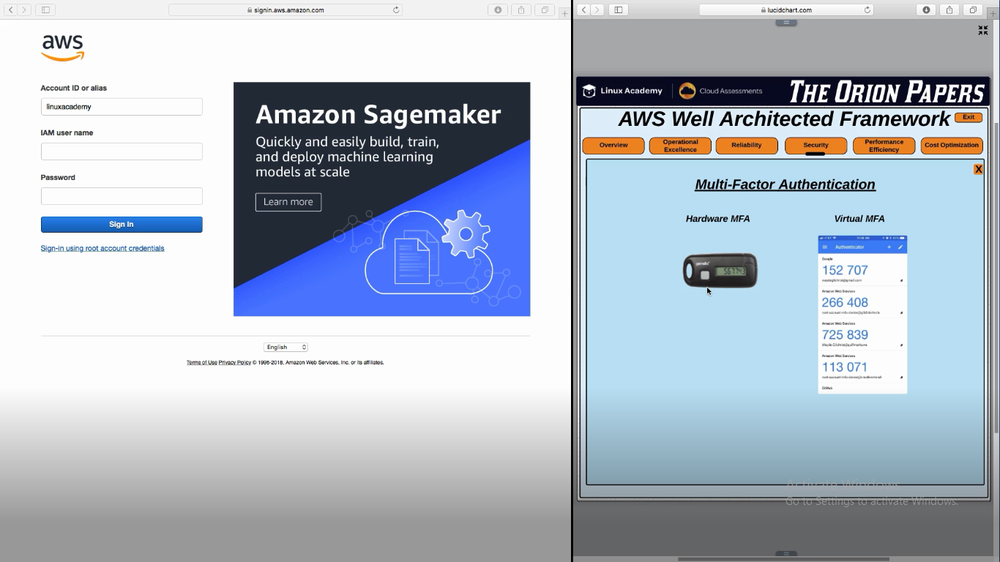 signin.aws.amazon.com
aws
Account ID or alias
linuxacademy
IAM user name
Password
Sign In
Sign-in using root account credentials
Amazon Sagemaker
Quickly and easily build, train,
and deploy machine learning
models at scale
Learn more
English
Terms of Use Privacy Policy © 1996-2018, Amazon Web Services, Inc. or its affiliates.
lucidchart.com
Linux Academy
Cloud Assessments
THE ORION PAPERS
AWS Well Architected Framework
Exit
Overview
Operational
Excellence
Reliability
Security
Performance
Efficiency
Cost Optimization
X
Multi-Factor Authentication
Hardware MFA
Virtual MFA
gemalto
Authenticator
Google
152 707
Amazon Web Services
266 408
Amazon Web Services
725 839
Amazon Web Services
113 071
GitHub
Activate Windows
Go to Settings to activate Windows.